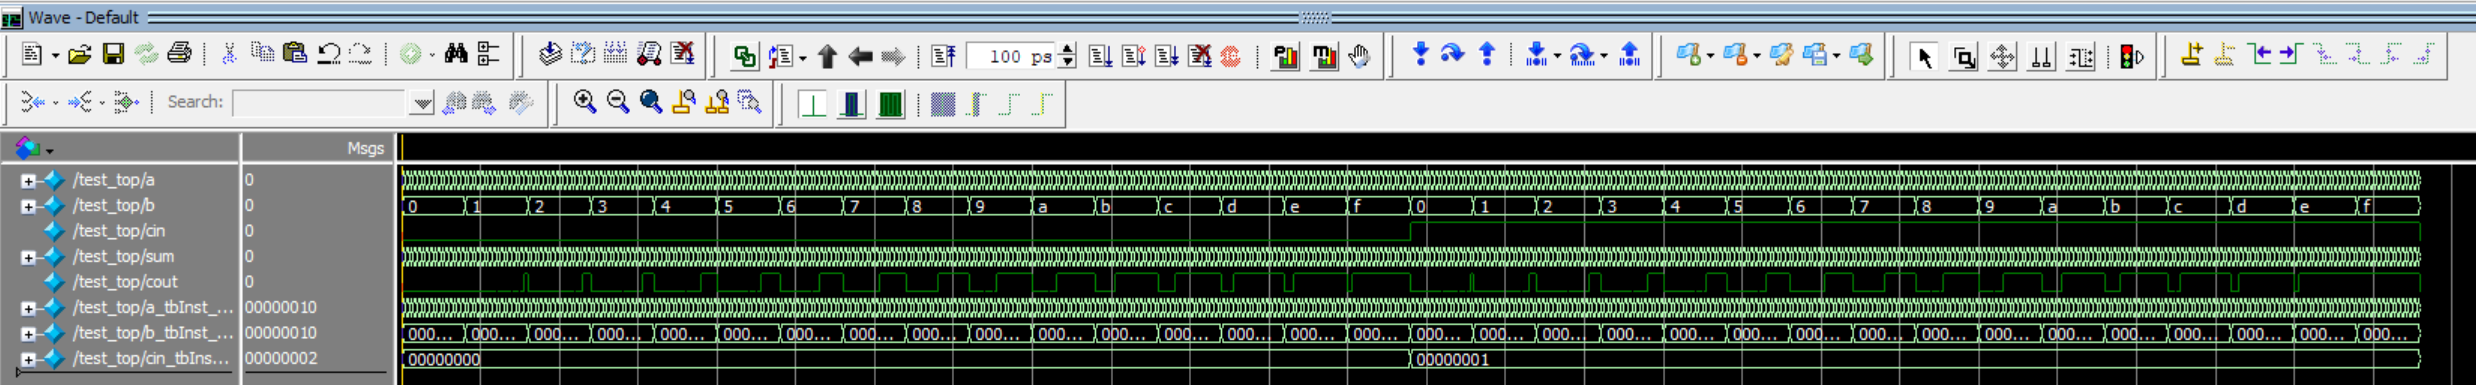 Wave - Default
100 ps
Search:
Msgs
/test_top/a 0
/test_top/b 0 0 1 2 3 4 5 6 7 8 9 a b c d e f 0 1 2 3 4 5 6 7 8 9 a b c d e f
/test_top/cin 0
/test_top/sum 0
/test_top/cout 0
/test_top/a_tbInst_... 00000010
/test_top/b_tbInst_... 00000010 000... 000... 000... 000... 000... 000... 000... 000... 000... 000... 000... 000... 000... 000... 000... 000... 000... 000... 000... 000... 000... 000... 000... 000... 000... 000... 000... 000... 000... 000... 000... 000...
/test_top/cin_tbIns... 00000002 00000000 00000001